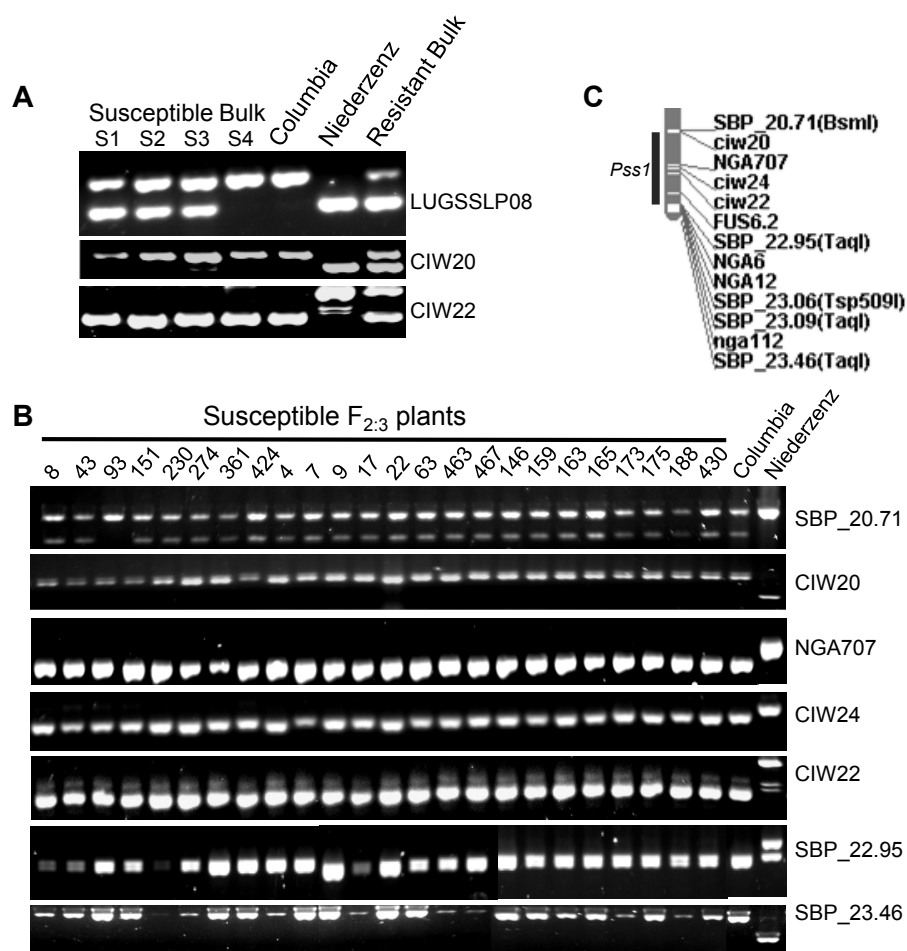 A
Susceptible Bulk
S1 S2 S3 S4 Columbia Niederzenz Resistant Bulk
LUGSSLP08
CIW20
CIW22
C
Pss1
SBP_20.71(BsmI)
ciw20
NGA707
ciw24
ciw22
FUS6.2
SBP_22.95(TaqI)
NGA6
NGA12
SBP_23.06(Tsp509I)
SBP_23.09(TaqI)
nga112
SBP_23.46(TaqI)
B
Susceptible F2:3 plants
8 43 93 151 230 274 361 424 4 7 9 17 22 63 463 467 146 159 163 165 173 175 188 430 Columbia Niederzenz
SBP_20.71
CIW20
NGA707
CIW24
CIW22
SBP_22.95
SBP_23.46